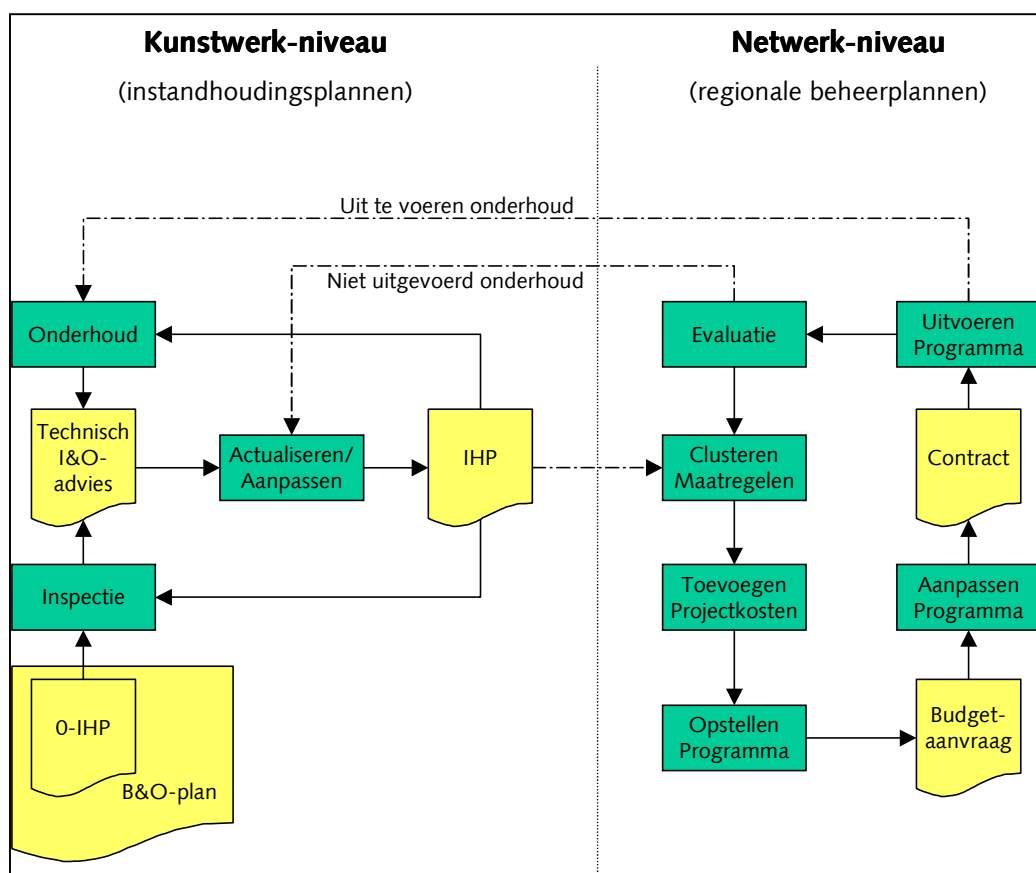 Kunstwerk-niveau
(instandhoudingsplannen)
Netwerk-niveau
(regionale beheerplannen)
Uit te voeren onderhoud
Niet uitgevoerd onderhoud
Onderhoud
Evaluatie
Uitvoeren
Programma
Technisch
I&O-
advies
Actualiseren/
Aanpassen
IHP
Clusteren
Maatregelen
Contract
Inspectie
Toevoegen
Projectkosten
Aanpassen
Programma
0-IHP
B&O-plan
Opstellen
Programma
Budget-
aanvraag